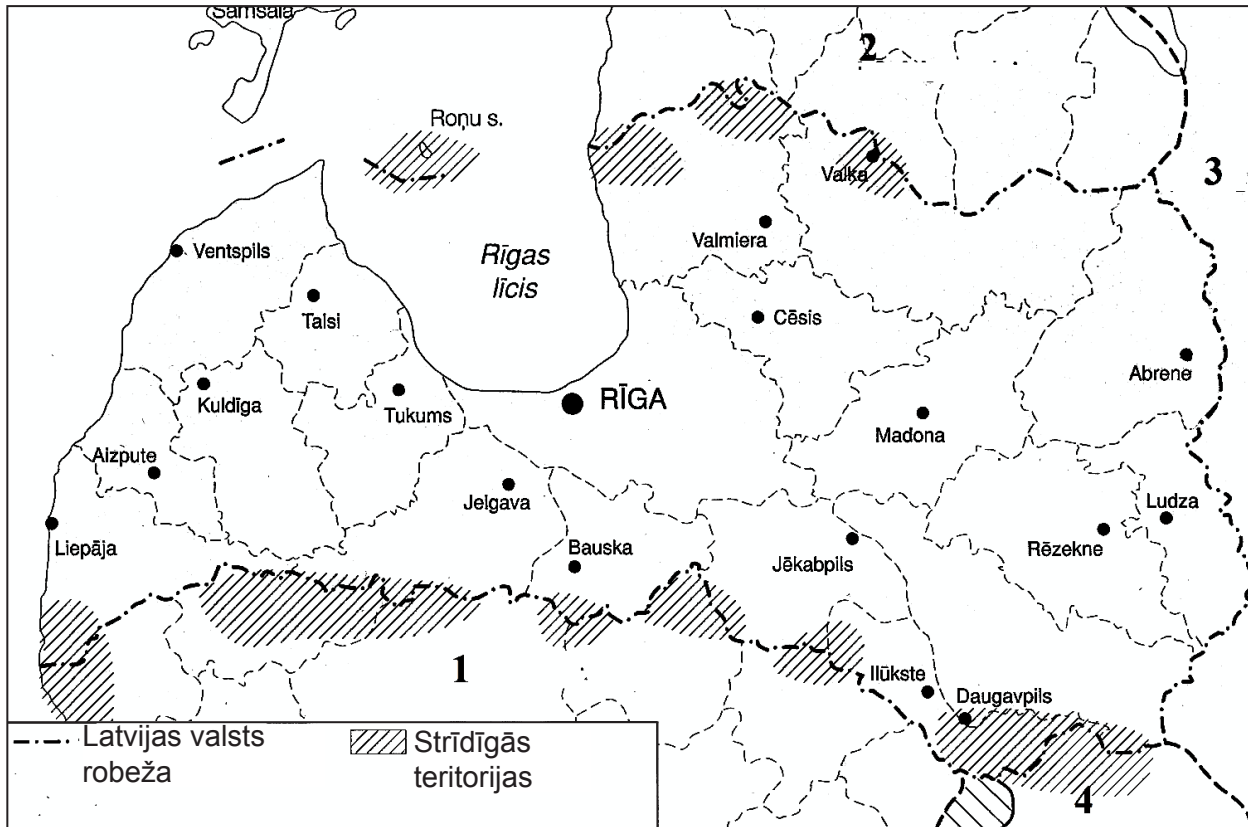 Sāmsala
2
Roņu s.
Valka
3
Valmiera
Ventspils
Rīgas
līcis
Talsi
Cēsis
Abrene
Kuldīga
Tukums
RĪGA
Madona
Aizpute
Jelgava
Ludza
Liepāja
Bauska
Jēkabpils
Rēzekne
1
Ilūkste
Daugavpils
Latvijas valsts
robeža
Strīdīgās
teritorijas
4